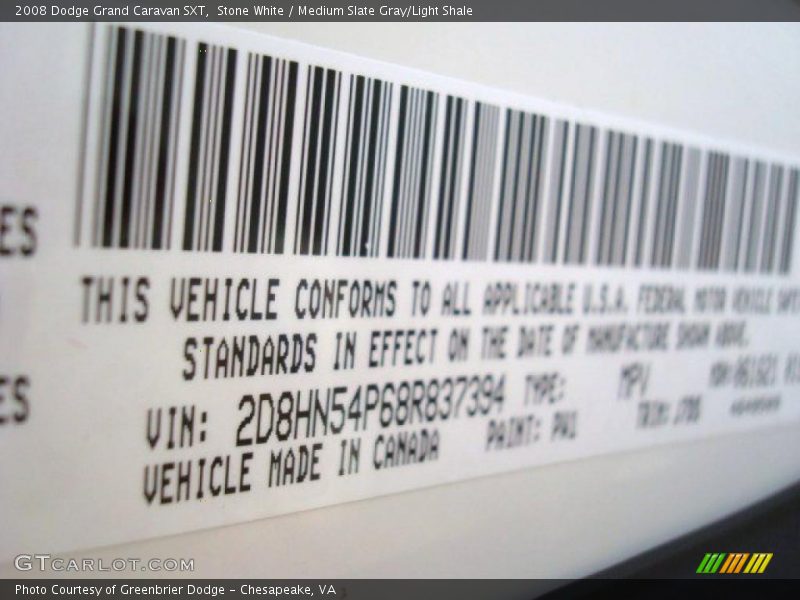 2008 Dodge Grand Caravan SXT,  Stone White / Medium Slate Gray/Light Shale
ES
THIS VEHICLE CONFORMS TO ALL APPLICABLE U.S.A. FEDERAL MOTOR VEHICLE
STANDARDS IN EFFECT ON THE DATE OF MANUFACTURE SHOWN ABOVE.
ES
VIN: 2D8HN54P68R837394 TYPE: MPV
VEHICLE MADE IN CANADA PAINT: PW1
GTCARLOT.COM
Photo Courtesy of Greenbrier Dodge – Chesapeake, VA